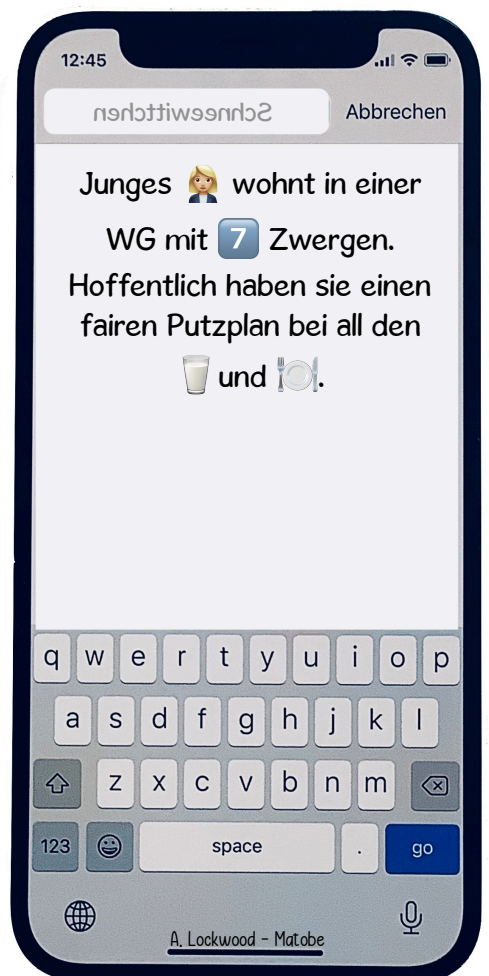 12:45
Schneewittchen Abbrechen
Junges 👩🏼‍💼 wohnt in einer
WG mit 7️⃣ Zwergen.
Hoffentlich haben sie einen
fairen Putzplan bei all den
🥛 und 🍽️.
q w e r t y u i o p
a s d f g h j k l
z x c v b n m
123 space . go
A. Lockwood - Matobe